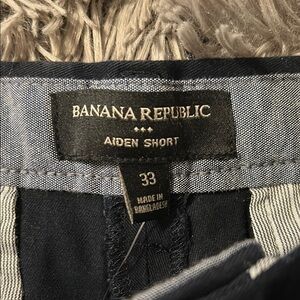 BANANA REPUBLIC
AIDEN SHORT
33
MADE IN
BANGLADESH